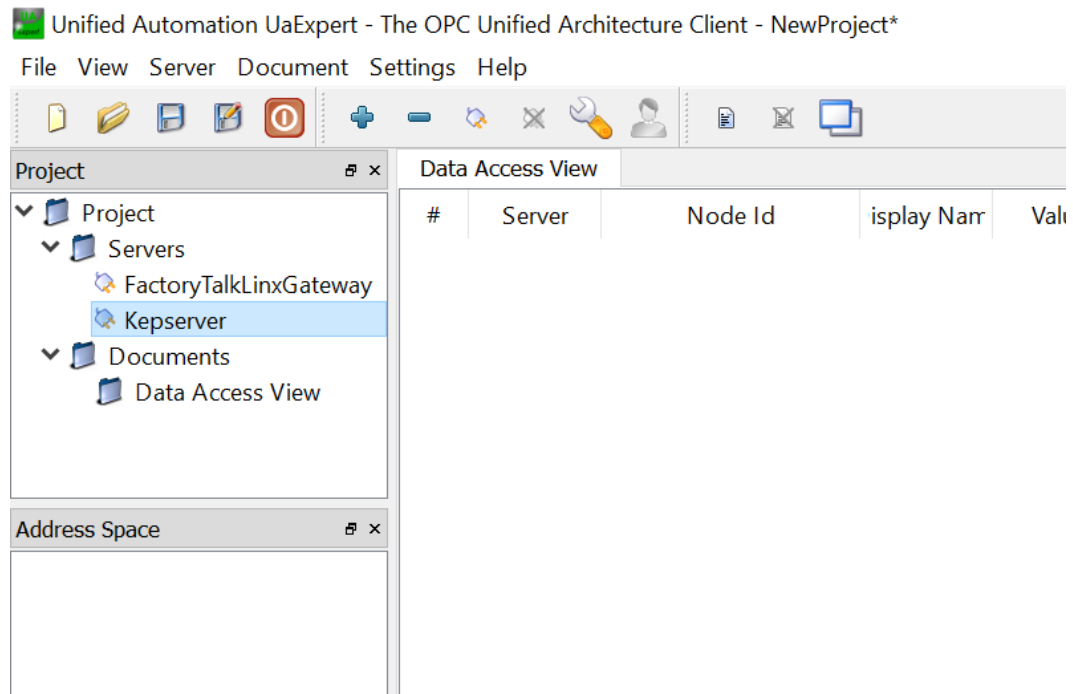 Unified Automation UaExpert - The OPC Unified Architecture Client - NewProject*
File View Server Document Settings Help
Project
Data Access View
# Server Node Id isplay Nam Valu
Project
Servers
FactoryTalkLinxGateway
Kepserver
Documents
Data Access View
Address Space